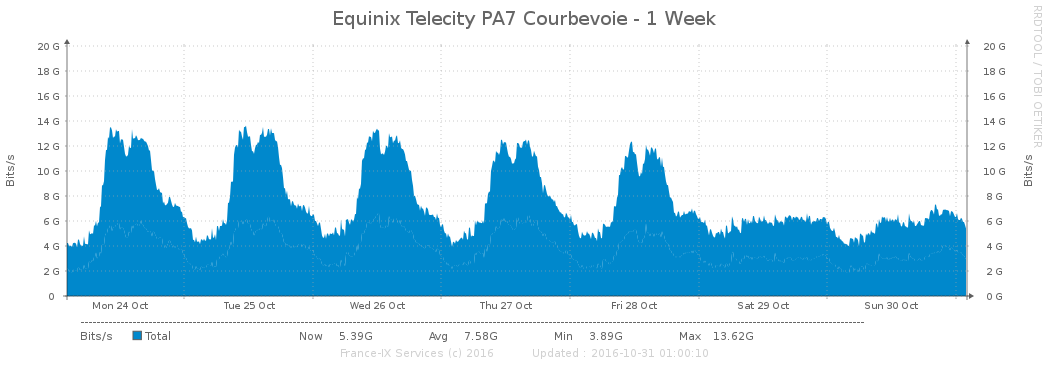 Equinix Telecity PA7 Courbevoie - 1 Week
RRDTOOL / TOBI OETIKER
Bits/s
Bits/s
20 G 20 G
18 G 18 G
16 G 16 G
14 G 14 G
12 G 12 G
10 G 10 G
8 G 8 G
6 G 6 G
4 G 4 G
2 G 2 G
0 0 G
Mon 24 Oct Tue 25 Oct Wed 26 Oct Thu 27 Oct Fri 28 Oct Sat 29 Oct Sun 30 Oct
Bits/s Total Now 5.39G Avg 7.58G Min 3.89G Max 13.62G
France-IX Services (c) 2016 Updated : 2016-10-31 01:00:10